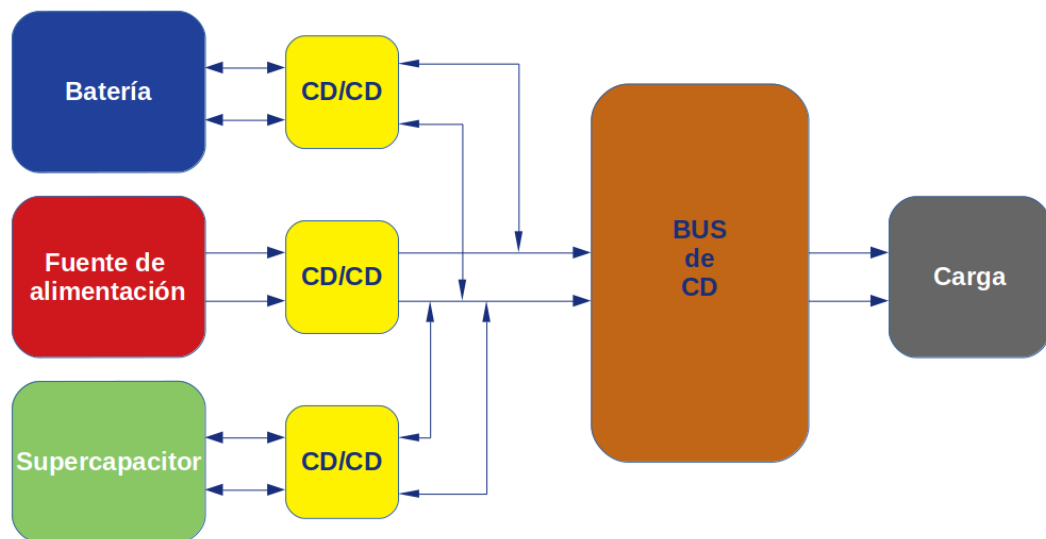 Batería
CD/CD
Fuente de
alimentación
CD/CD
BUS
de
CD
Carga
Supercapacitor
CD/CD